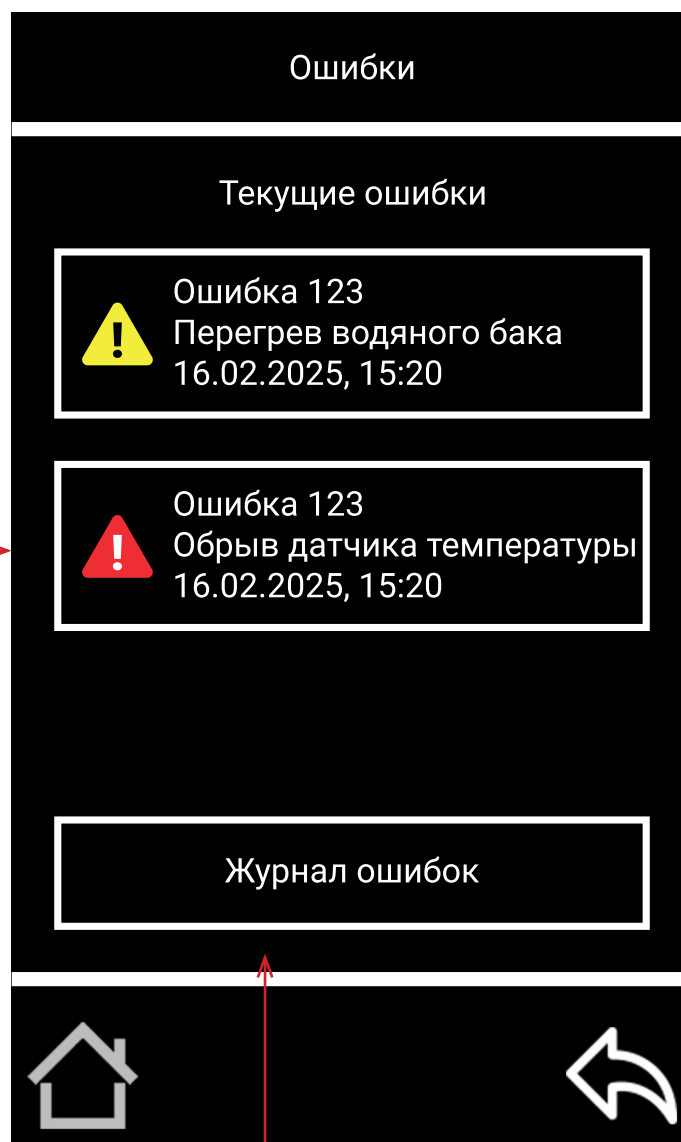 Ошибки
Текущие ошибки
Ошибка 123
Перегрев водяного бака
16.02.2025, 15:20
Ошибка 123
Обрыв датчика температуры
16.02.2025, 15:20
Журнал ошибок